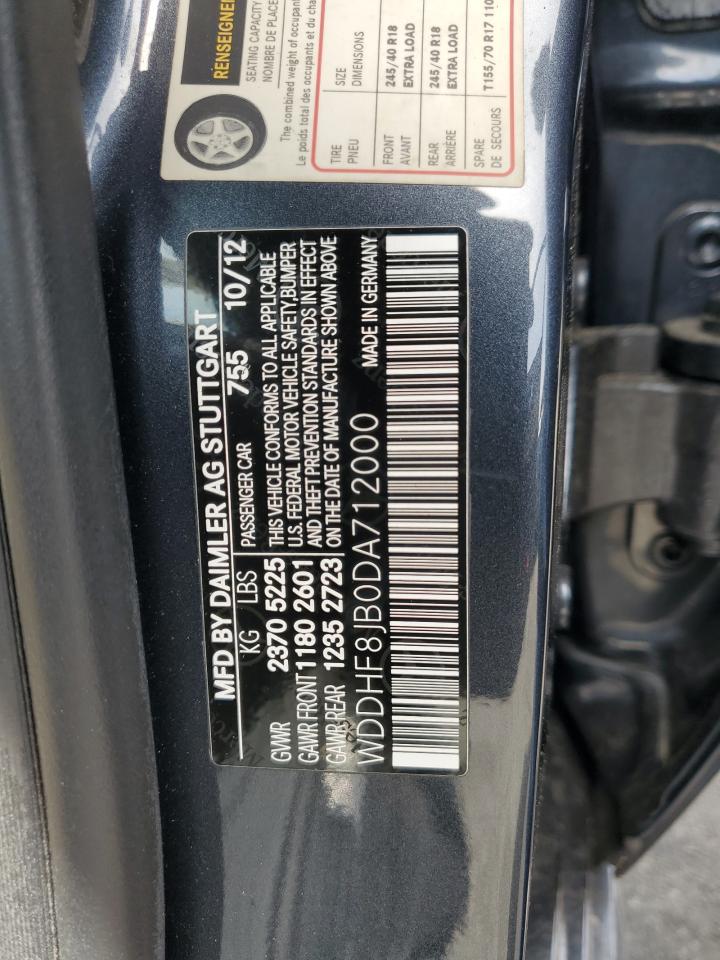 RENSEIGNEM
SEATING CAPACITY
NOMBRE DE PLACE
The combined weight of occupant
Le poids total des occupants et du cha
TIRE
PNEU
SIZE
DIMENSIONS
FRONT
AVANT
245/40 R18
EXTRA LOAD
REAR
ARRIÈRE
245/40 R18
EXTRA LOAD
SPARE
DE SECOURS
T155/70 R17 110
MFD BY DAIMLER AG STUTTGART
KG LBS PASSENGER CAR 755 10/12
GVWR 2370 5225 THIS VEHICLE CONFORMS TO ALL APPLICABLE
GAWR FRONT 1180 2601 U.S. FEDERAL MOTOR VEHICLE SAFETY, BUMPER
AND THEFT PREVENTION STANDARDS IN EFFECT
GAWR REAR 1235 2723 ON THE DATE OF MANUFACTURE SHOWN ABOVE
WDDHF8JB0DA712000 MADE IN GERMANY